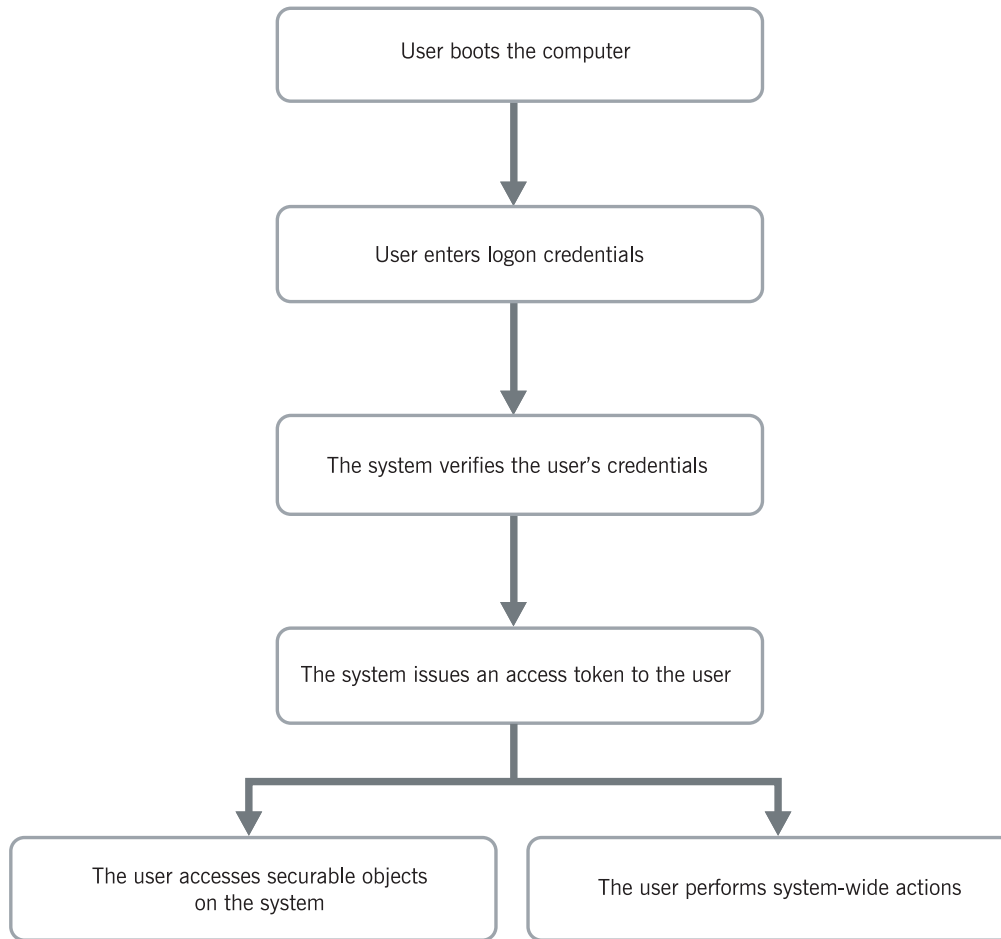 User boots the computer
User enters logon credentials
The system verifies the user’s credentials
The system issues an access token to the user
The user accesses securable objects
on the system
The user performs system-wide actions